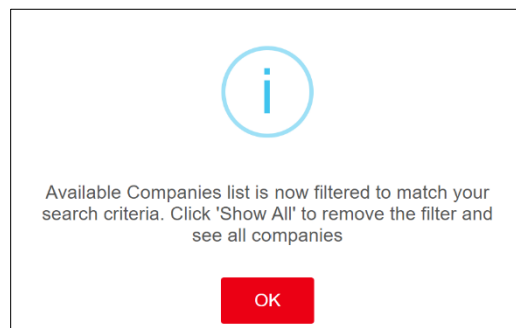 i
Available Companies list is now filtered to match your
search criteria. Click 'Show All' to remove the filter and
see all companies
OK